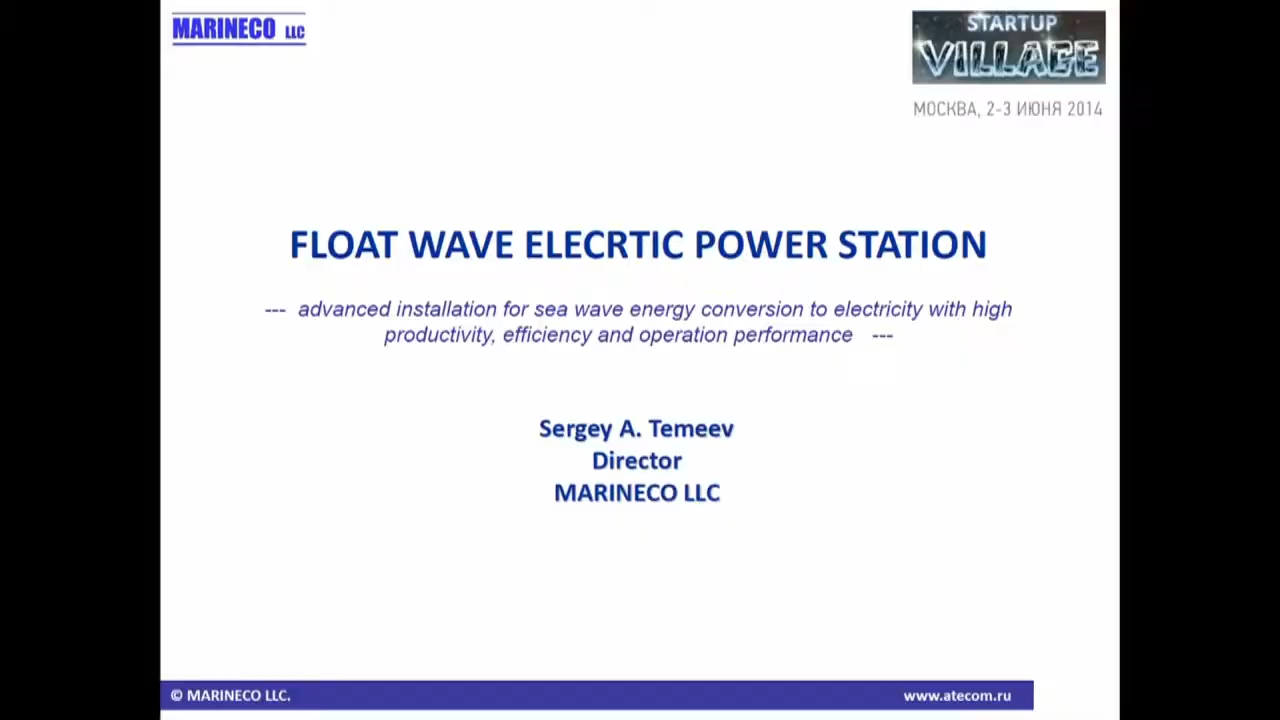 MARINECO LLC
STARTUP
VILLAGE
МОСКВА, 2-3 ИЮНЯ 2014
FLOAT WAVE ELECRTIC POWER STATION
--- advanced installation for sea wave energy conversion to electricity with high
productivity, efficiency and operation performance ---
Sergey A. Temeev
Director
MARINECO LLC
© MARINECO LLC.
www.atecom.ru